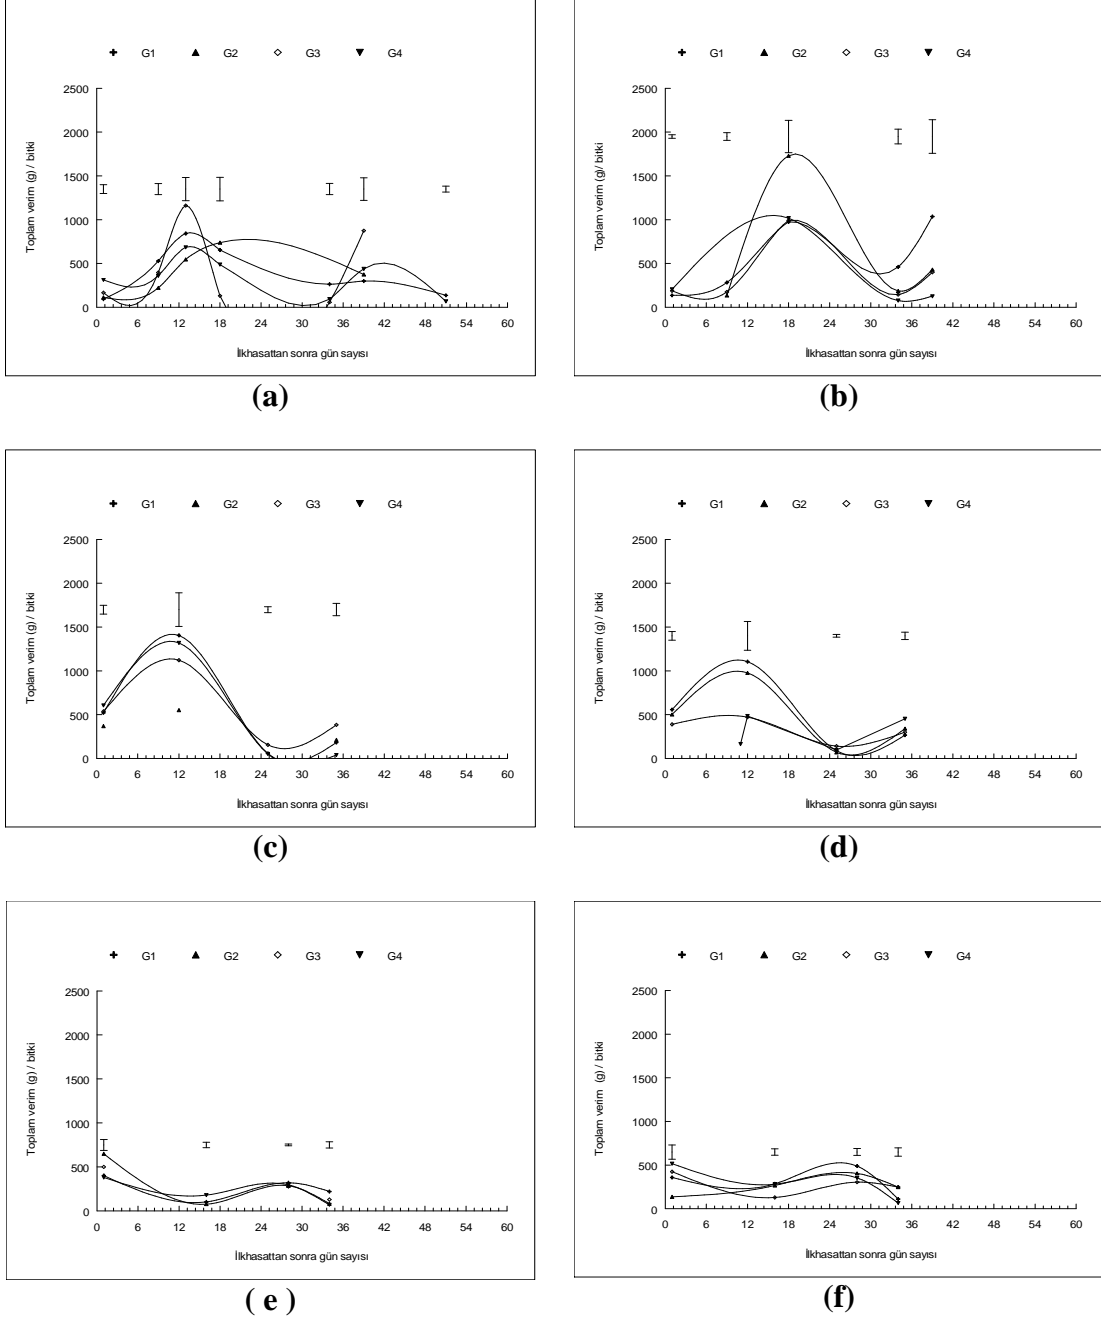 G1 G2 G3 G4
2500
2000
1500
1000
500
0
0 6 12 18 24 30 36 42 48 54 60
Toplam verim (g) / bitki
İlkhasattan sonra gün sayısı
(a)
G1 G2 G3 G4
2500
2000
1500
1000
500
0
0 6 12 18 24 30 36 42 48 54 60
Toplam verim (g) / bitki
İlkhasattan sonra gün sayısı
(b)
G1 G2 G3 G4
2500
2000
1500
1000
500
0
0 6 12 18 24 30 36 42 48 54 60
Toplam verim (g) / bitki
İlkhasattan sonra gün sayısı
(c)
G1 G2 G3 G4
2500
2000
1500
1000
500
0
0 6 12 18 24 30 36 42 48 54 60
Toplam verim (g) / bitki
İlkhasattan sonra gün sayısı
(d)
G1 G2 G3 G4
2500
2000
1500
1000
500
0
0 6 12 18 24 30 36 42 48 54 60
Toplam verim (g) / bitki
İlkhasattan sonra gün sayısı
( e )
G1 G2 G3 G4
2500
2000
1500
1000
500
0
0 6 12 18 24 30 36 42 48 54 60
Toplam verim (g) / bitki
İlkhasattan sonra gün sayısı
(f)